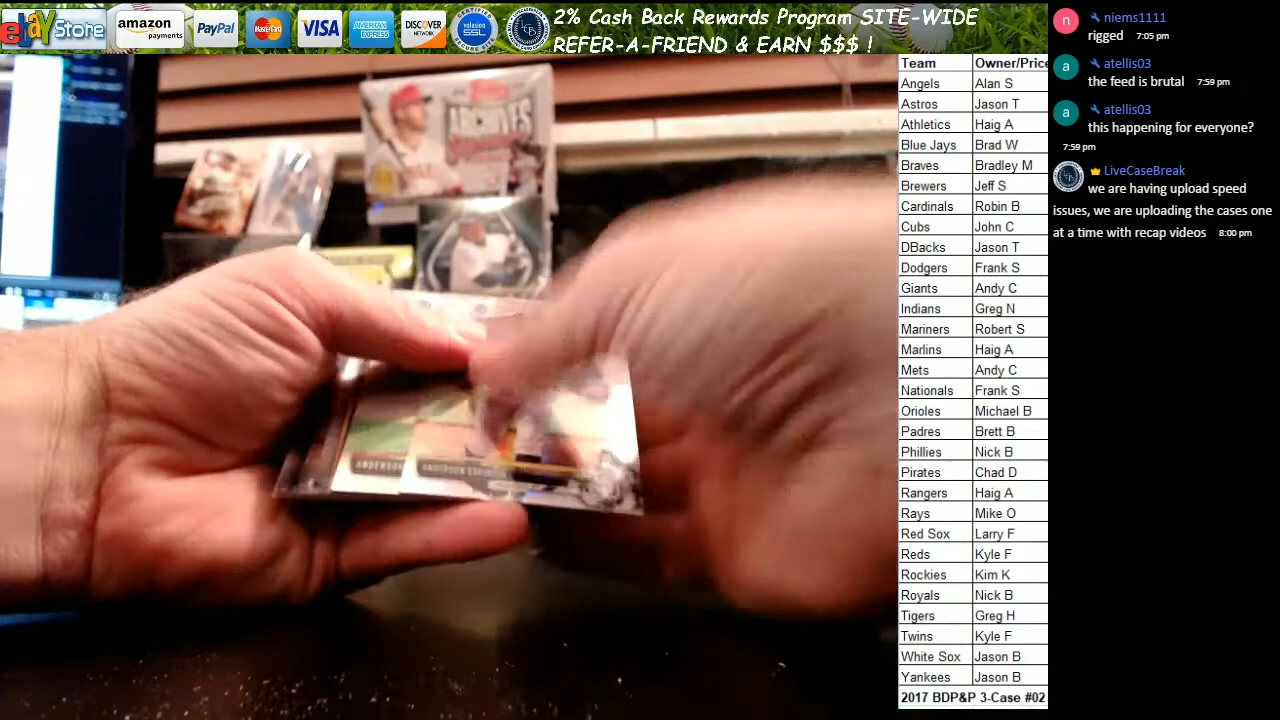 ebay Store
amazon payments
PayPal
MasterCard
VISA
AMERICAN EXPRESS
DISCOVER NETWORK
2% Cash Back Rewards Program SITE-WIDE
REFER-A-FRIEND & EARN $$$ !
ARCHIVES
ANDERSON
Team Owner/Price
Angels Alan S
Astros Jason T
Athletics Haig A
Blue Jays Brad W
Braves Bradley M
Brewers Jeff S
Cardinals Robin B
Cubs John C
DBacks Jason T
Dodgers Frank S
Giants Andy C
Indians Greg N
Mariners Robert S
Marlins Haig A
Mets Andy C
Nationals Frank S
Orioles Michael B
Padres Brett B
Phillies Nick B
Pirates Chad D
Rangers Haig A
Rays Mike O
Red Sox Larry F
Reds Kyle F
Rockies Kim K
Royals Nick B
Tigers Greg H
Twins Kyle F
White Sox Jason B
Yankees Jason B
2017 BDP&P 3-Case #02
n niems1111
rigged 7:05 pm
a atellis03
the feed is brutal 7:59 pm
a atellis03
this happening for everyone?
7:59 pm
LiveCaseBreak
we are having upload speed
issues, we are uploading the cases one
at a time with recap videos 8:00 pm